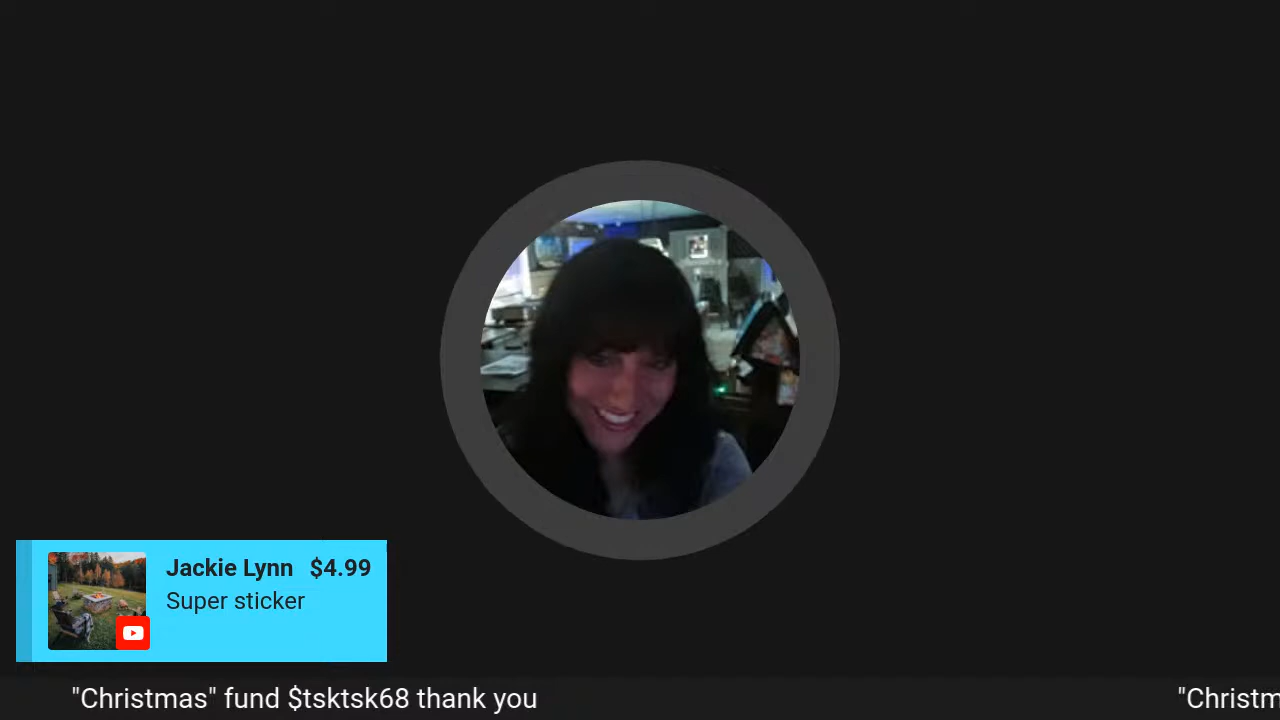 Jackie Lynn $4.99
Super sticker
"Christmas" fund $tsktsk68 thank you
"Christm